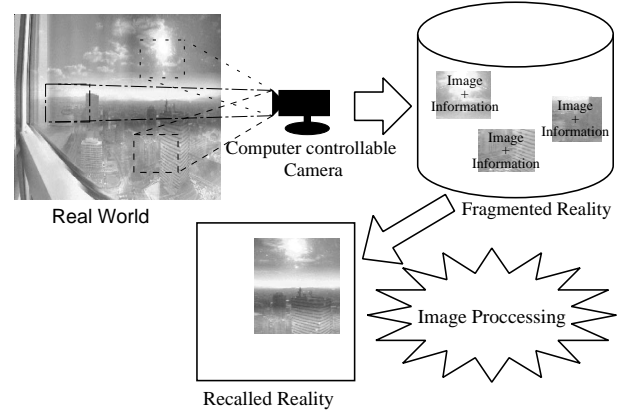 Image
+
Information
Image
+
Information
Image
+
Information
Computer controllable
Camera
Real World
Fragmented Reality
Image Proccessing
Recalled Reality